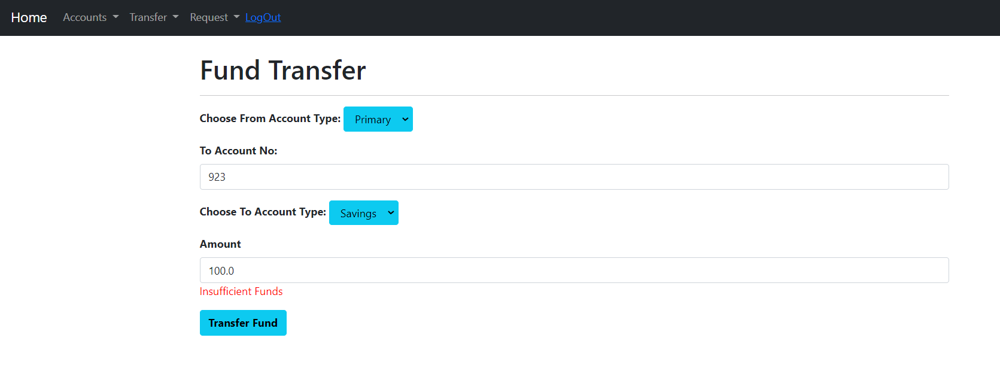 Home Accounts Transfer Request LogOut
Fund Transfer
Choose From Account Type: Primary
To Account No:
923
Choose To Account Type: Savings
Amount
100.0
Insufficient Funds
Transfer Fund